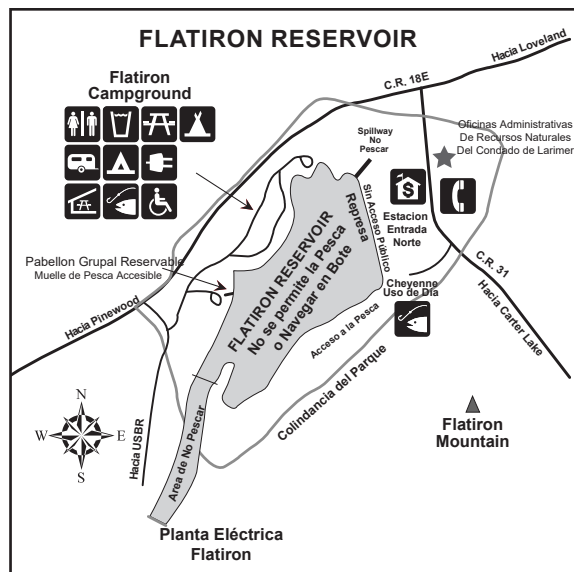 FLATIRON RESERVOIR
Hacia Loveland
C.R. 18E
Flatiron
Campground
Oficinas Administrativas
De Recursos Naturales
Del Condado de Larimer
Spillway
No
Pescar
Sin Acceso Público
Represa
$
Estacion
Entrada
Norte
C.R. 31
Hacia Carter Lake
Pabellon Grupal Reservable
Muelle de Pesca Accesible
FLATIRON RESERVOIR
No se permite la Pesca
o Navegar en Bote
Cheyenne
Uso de Día
Acceso a la Pesca
Hacia Pinewood
Colindancia del Parque
Flatiron
Mountain
N
W
E
S
Hacia USBR
Area de No Pescar
Planta Eléctrica
Flatiron